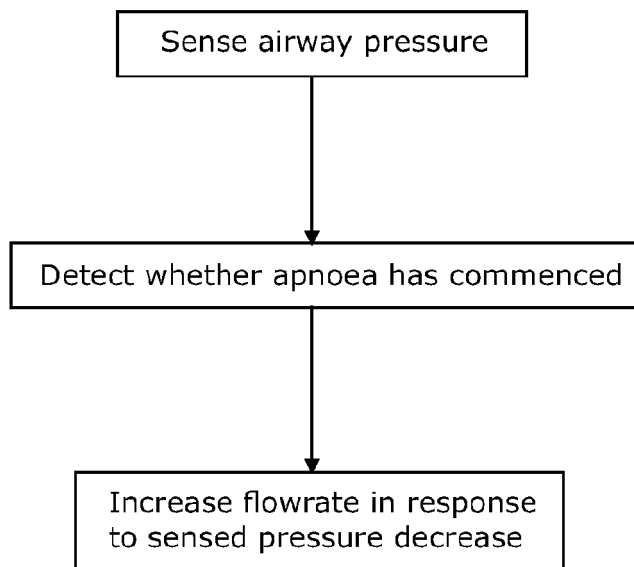 Sense airway pressure
Detect whether apnoea has commenced
Increase flowrate in response
to sensed pressure decrease